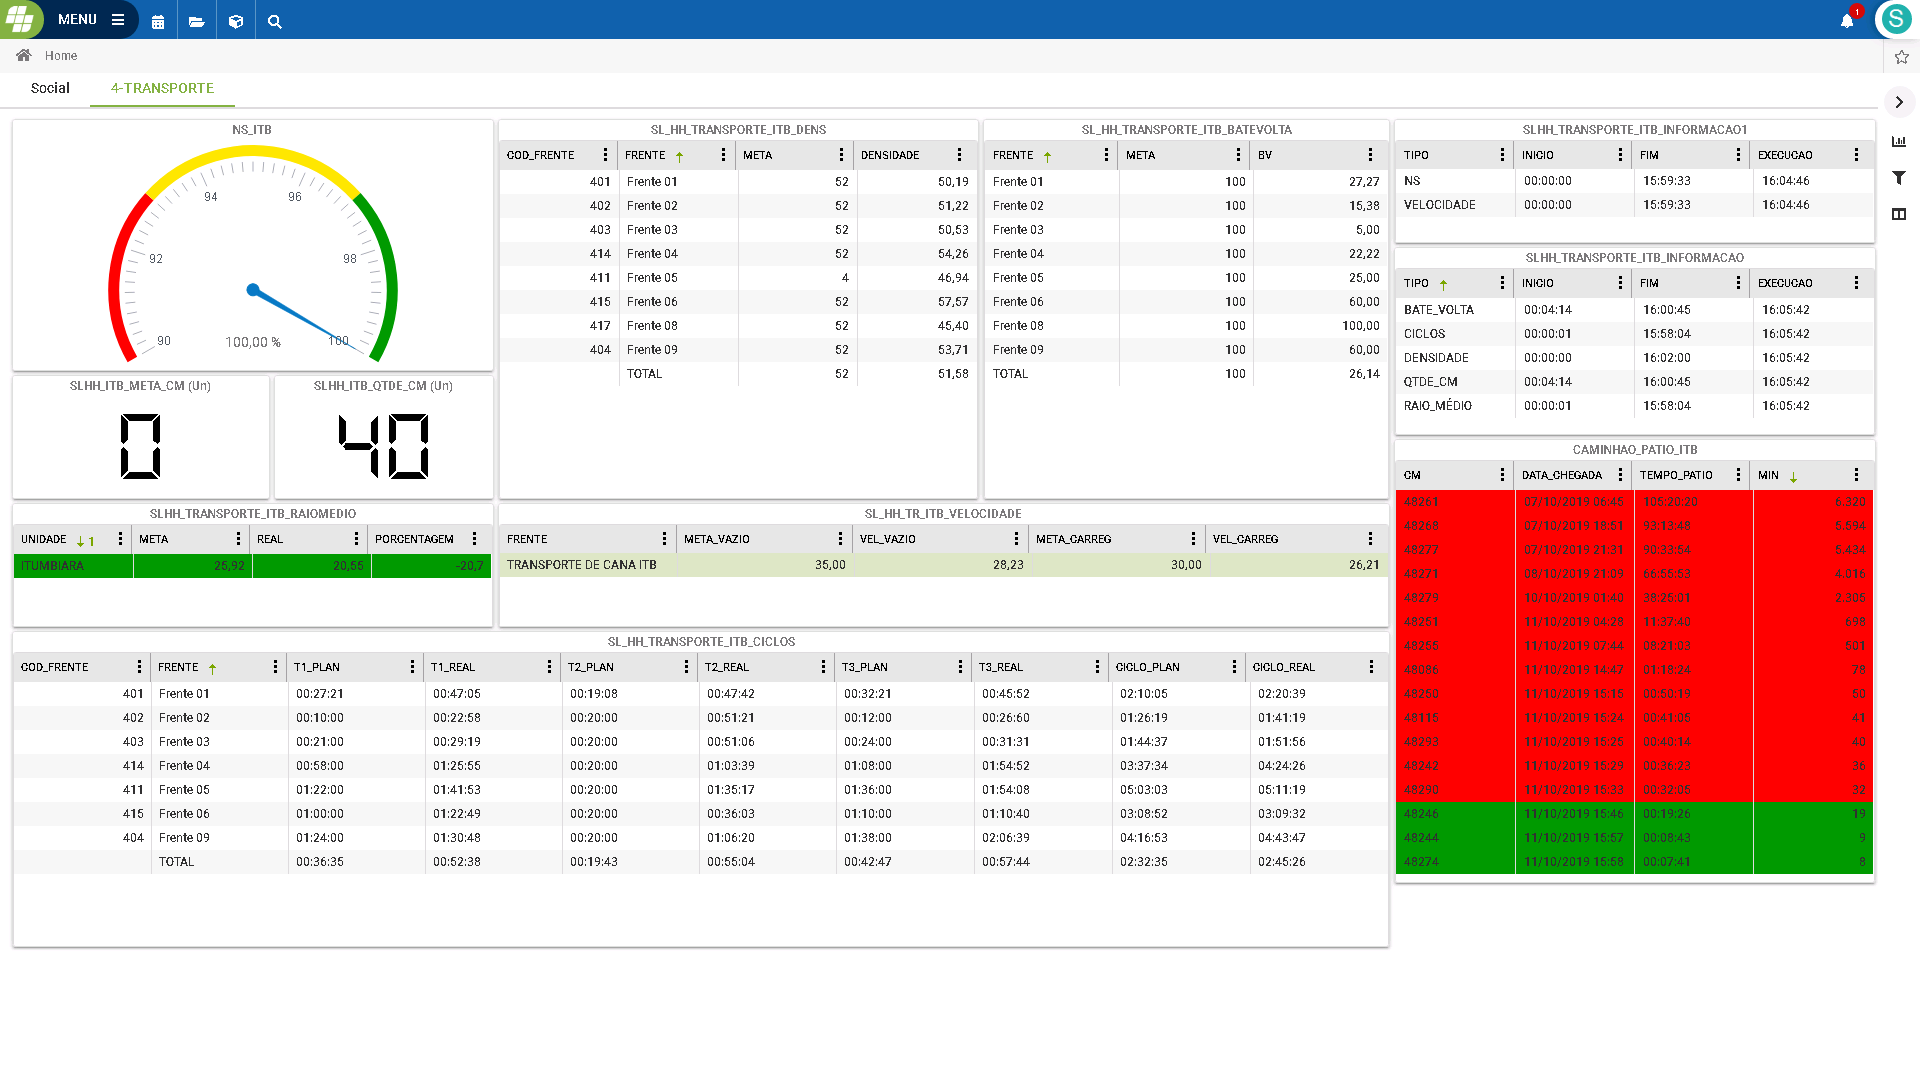 MENU
1
S
Home
Social 4-TRANSPORTE
NS_ITB
90 92 94 96 98 100
100,00 %
SLHH_ITB_META_CM (Un)
0
SLHH_ITB_QTDE_CM (Un)
40
SL_HH_TRANSPORTE_ITB_DENS
COD_FRENTE FRENTE META DENSIDADE
401 Frente 01 52 50,19
402 Frente 02 52 51,22
403 Frente 03 52 50,53
414 Frente 04 52 54,26
411 Frente 05 4 46,94
415 Frente 06 52 57,57
417 Frente 08 52 45,40
404 Frente 09 52 53,71
TOTAL 52 51,58
SL_HH_TRANSPORTE_ITB_BATEVOLTA
FRENTE META BV
Frente 01 100 27,27
Frente 02 100 15,38
Frente 03 100 5,00
Frente 04 100 22,22
Frente 05 100 25,00
Frente 06 100 60,00
Frente 08 100 100,00
Frente 09 100 60,00
TOTAL 100 26,14
SLHH_TRANSPORTE_ITB_INFORMACAO1
TIPO INICIO FIM EXECUCAO
NS 00:00:00 15:59:33 16:04:46
VELOCIDADE 00:00:00 15:59:33 16:04:46
SLHH_TRANSPORTE_ITB_INFORMACAO
TIPO INICIO FIM EXECUCAO
BATE_VOLTA 00:04:14 16:00:45 16:05:42
CICLOS 00:00:01 15:58:04 16:05:42
DENSIDADE 00:00:00 16:02:00 16:05:42
QTDE_CM 00:04:14 16:00:45 16:05:42
RAIO_MÉDIO 00:00:01 15:58:04 16:05:42
SLHH_TRANSPORTE_ITB_RAIOMEDIO
UNIDADE 1 META REAL PORCENTAGEM
ITUMBIARA 25,92 20,55 -20,7
SL_HH_TR_ITB_VELOCIDADE
FRENTE META_VAZIO VEL_VAZIO META_CARREG VEL_CARREG
TRANSPORTE DE CANA ITB 35,00 28,23 30,00 26,21
SL_HH_TRANSPORTE_ITB_CICLOS
COD_FRENTE FRENTE T1_PLAN T1_REAL T2_PLAN T2_REAL T3_PLAN T3_REAL CICLO_PLAN CICLO_REAL
401 Frente 01 00:27:21 00:47:05 00:19:08 00:47:42 00:32:21 00:45:52 02:10:05 02:20:39
402 Frente 02 00:10:00 00:22:58 00:20:00 00:51:21 00:12:00 00:26:60 01:26:19 01:41:19
403 Frente 03 00:21:00 00:29:19 00:20:00 00:51:06 00:24:00 00:31:31 01:44:37 01:51:56
414 Frente 04 00:58:00 01:25:55 00:20:00 01:03:39 01:08:00 01:54:52 03:37:34 04:24:26
411 Frente 05 01:22:00 01:41:53 00:20:00 01:35:17 01:36:00 01:54:08 05:03:03 05:11:19
415 Frente 06 01:00:00 01:22:49 00:20:00 00:36:03 01:10:00 01:10:40 03:08:52 03:09:32
404 Frente 09 01:24:00 01:30:48 00:20:00 01:06:20 01:38:00 02:06:39 04:16:53 04:43:47
TOTAL 00:36:35 00:52:38 00:19:43 00:55:04 00:42:47 00:57:44 02:32:35 02:45:26
CAMINHAO_PATIO_ITB
CM DATA_CHEGADA TEMPO_PATIO MIN
48261 07/10/2019 06:45 105:20:20 6.320
48268 07/10/2019 18:51 93:13:48 5.594
48277 07/10/2019 21:31 90:33:54 5.434
48271 08/10/2019 21:09 66:55:53 4.016
48279 10/10/2019 01:40 38:25:01 2.305
48251 11/10/2019 04:28 11:37:40 698
48255 11/10/2019 07:44 08:21:03 501
48086 11/10/2019 14:47 01:18:24 78
48250 11/10/2019 15:15 00:50:19 50
48115 11/10/2019 15:24 00:41:05 41
48293 11/10/2019 15:25 00:40:14 40
48242 11/10/2019 15:29 00:36:23 36
48290 11/10/2019 15:33 00:32:05 32
48246 11/10/2019 15:46 00:19:26 19
48244 11/10/2019 15:57 00:08:43 9
48274 11/10/2019 15:58 00:07:41 8